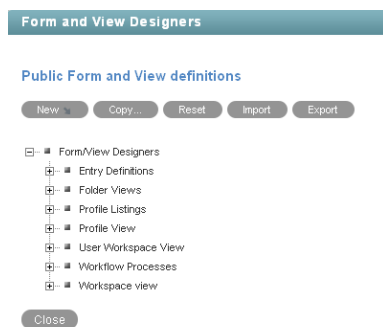 Form and View Designers
Public Form and View definitions
New Copy... Reset Import Export
Form/View Designers
Entry Definitions
Folder Views
Profile Listings
Profile View
User Workspace View
Workflow Processes
Workspace view
Close